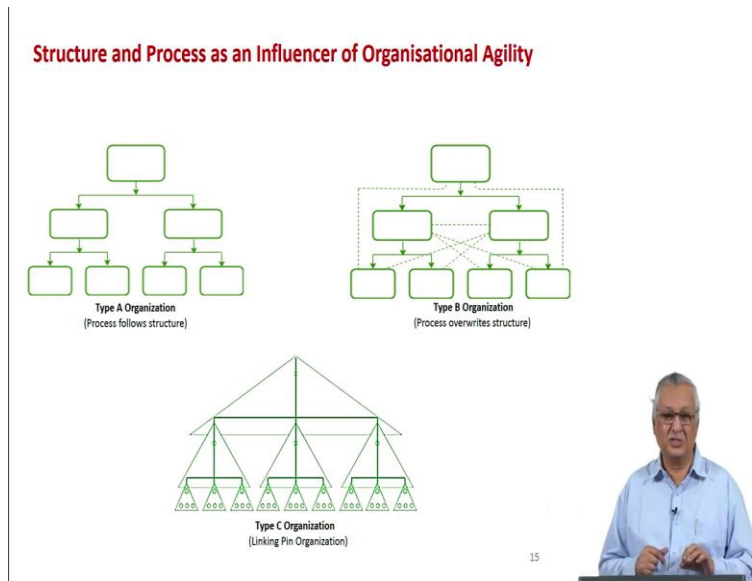 Structure and Process as an Influencer of Organisational Agility
Type A Organization
(Process follows structure)
Type B Organization
(Process overwrites structure)
Type C Organization
(Linking Pin Organization)
15